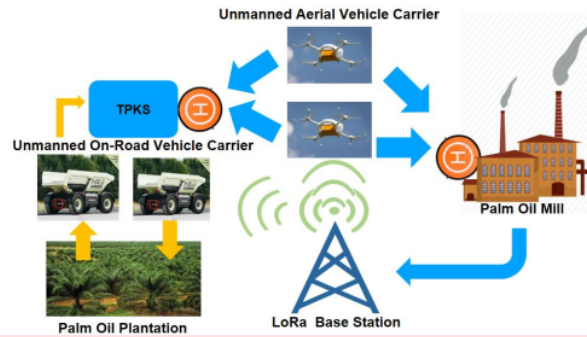 Unmanned Aerial Vehicle Carrier
TPKS
Unmanned On-Road Vehicle Carrier
Palm Oil Mill
Palm Oil Plantation
LoRa Base Station